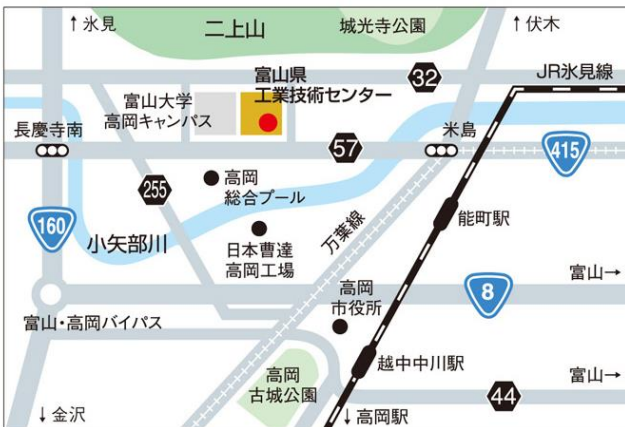 ↑氷見
二上山
城光寺公園
↑伏木
富山県
工業技術センター
32
JR氷見線
富山大学
高岡キャンパス
長慶寺南
57
米島
415
255
高岡
総合プール
160
小矢部川
日本曹達
高岡工場
万葉線
能町駅
富山→
8
高岡
市役所
富山・高岡バイパス
越中中川駅
高岡
古城公園
富山→
44
↓金沢
↓高岡駅